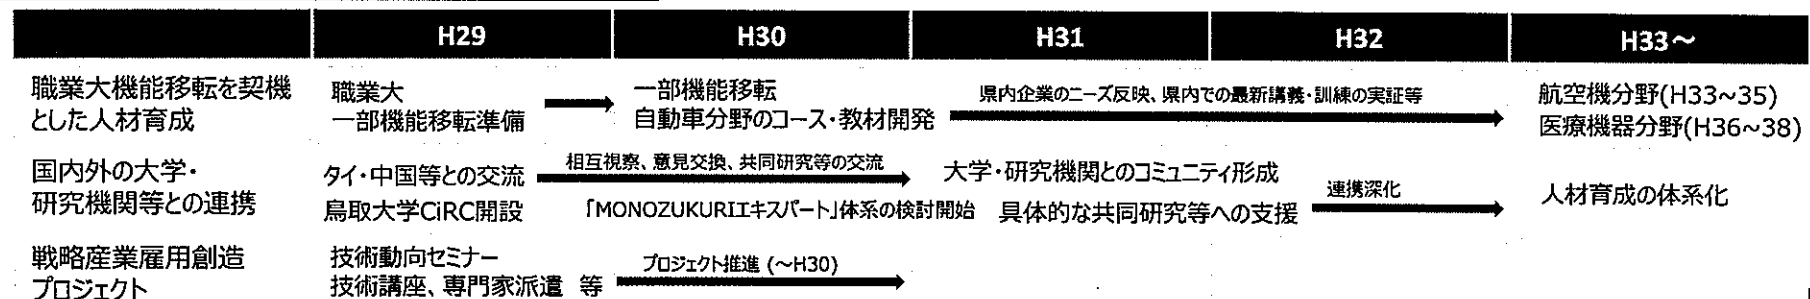 H29 H30 H31 H32 H33～
職業大機能移転を契機
とした人材育成
職業大
一部機能移転準備
一部機能移転
自動車分野のコース・教材開発
県内企業のニーズ反映、県内での最新講義・訓練の実証等
航空機分野(H33~35)
医療機器分野(H36~38)
国内外の大学・
研究機関等との連携
タイ・中国等との交流
相互視察、意見交換、共同研究等の交流
大学・研究機関とのコミュニティ形成
鳥取大学CiRC開設
「MONOZUKURIエキスパート」体系の検討開始
具体的な共同研究等への支援
連携深化
人材育成の体系化
戦略産業雇用創造
プロジェクト
技術動向セミナー
技術講座、専門家派遣 等
プロジェクト推進 (～H30)